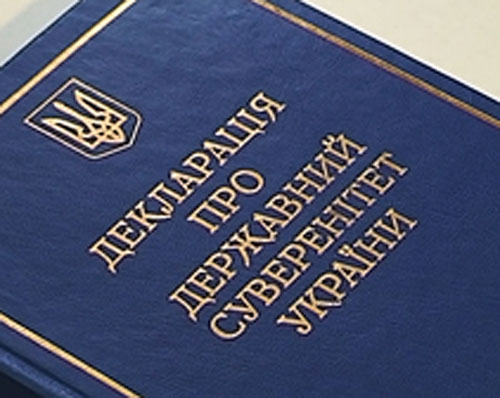 ДЕКЛАРАЦІЯ
ПРО
ДЕРЖАВНИЙ
СУВЕРЕНІТЕТ
УКРАЇНИ